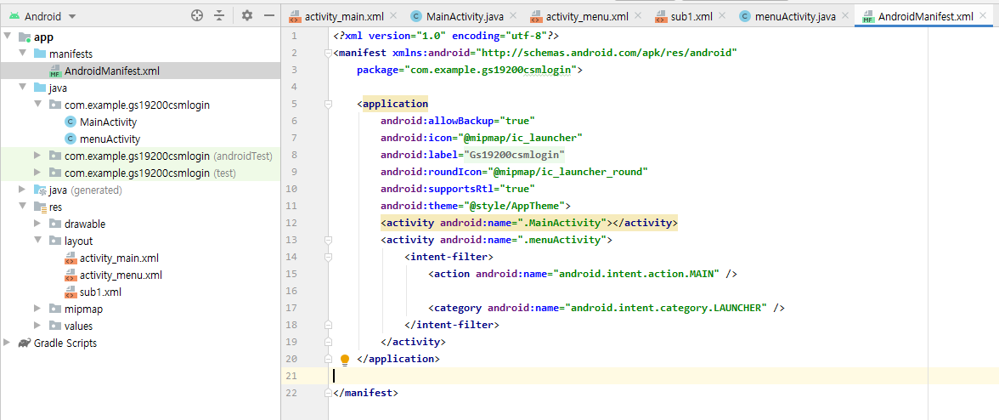 Android
app
manifests
AndroidManifest.xml
java
com.example.gs19200csmlogin
MainActivity
menuActivity
com.example.gs19200csmlogin (androidTest)
com.example.gs19200csmlogin (test)
java (generated)
res
drawable
layout
activity_main.xml
activity_menu.xml
sub1.xml
mipmap
values
Gradle Scripts
activity_main.xml MainActivity.java activity_menu.xml sub1.xml menuActivity.java AndroidManifest.xml
1 <?xml version="1.0" encoding="utf-8"?>
2 <manifest xmlns:android="http://schemas.android.com/apk/res/android"
3 package="com.example.gs19200csmlogin">
4
5 <application
6 android:allowBackup="true"
7 android:icon="@mipmap/ic_launcher"
8 android:label="Gs19200csmlogin"
9 android:roundIcon="@mipmap/ic_launcher_round"
10 android:supportsRtl="true"
11 android:theme="@style/AppTheme">
12 <activity android:name=".MainActivity"></activity>
13 <activity android:name=".menuActivity">
14 <intent-filter>
15 <action android:name="android.intent.action.MAIN" />
16
17 <category android:name="android.intent.category.LAUNCHER" />
18 </intent-filter>
19 </activity>
20 </application>
21
22 </manifest>